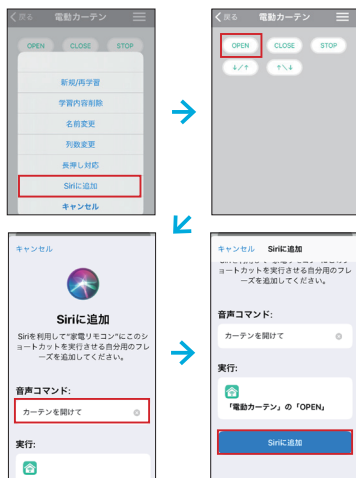 く戻る 電動カーテン
OPEN CLOSE STOP
新規/再学習
学習内容削除
名前変更
列数変更
長押し対応
Siriに追加
キャンセル
く戻る 電動カーテン
OPEN CLOSE STOP
↓/↑ ↑\↓
キャンセル
Siriに追加
Siriを利用して"家電リモコン"にこのシ
ョートカットを実行させる自分用のフレ
ーズを追加してください。
音声コマンド:
カーテンを開けて
実行:
キャンセル Siriに追加
ョートカットを実行させる自分用のフレ
ーズを追加してください。
音声コマンド:
カーテンを開けて
実行:
「電動カーテン」の「OPEN」
Siriに追加